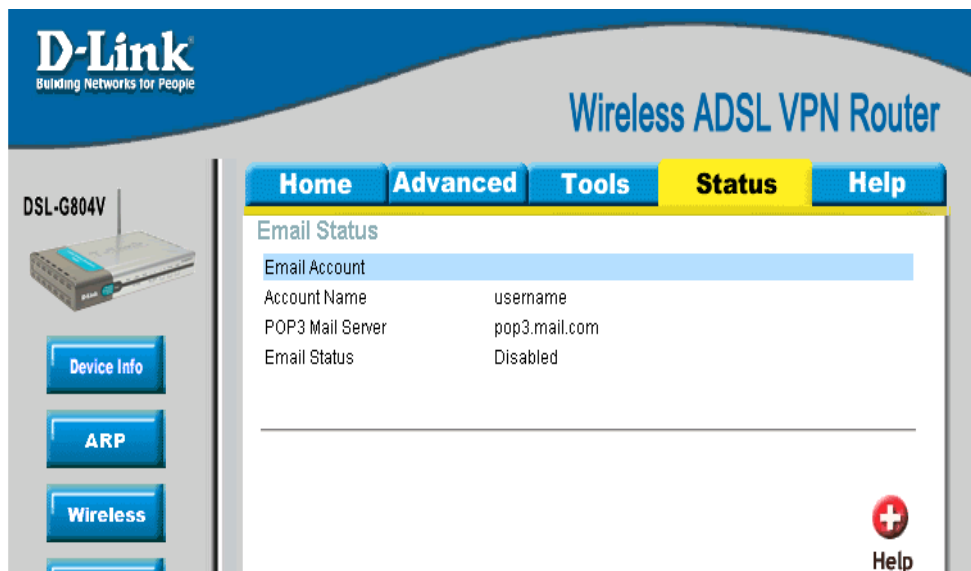 D-Link
Building Networks for People
Wireless ADSL VPN Router
DSL-G804V
Home Advanced Tools Status Help
Email Status
Email Account
Account Name username
POP3 Mail Server pop3.mail.com
Email Status Disabled
Device Info
ARP
Wireless
Help